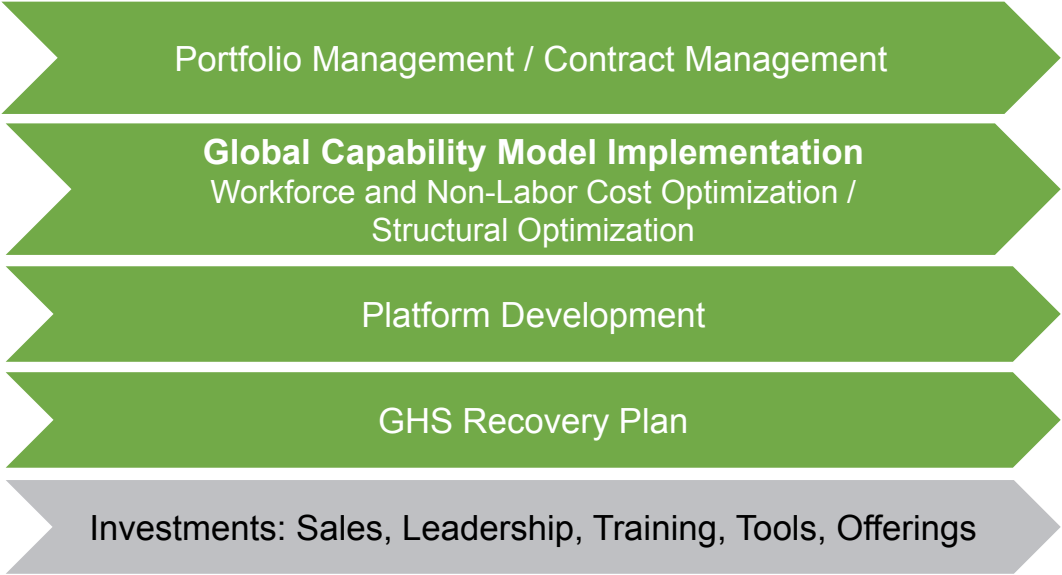 Portfolio Management / Contract Management
Global Capability Model Implementation
Workforce and Non-Labor Cost Optimization /
Structural Optimization
Platform Development
GHS Recovery Plan
Investments: Sales, Leadership, Training, Tools, Offerings